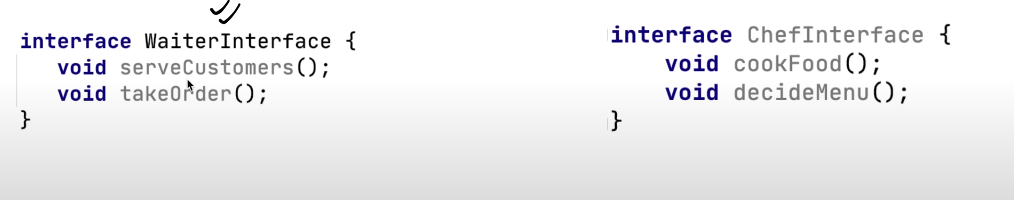 interface WaiterInterface {
void serveCustomers();
void takeOrder();
}
interface ChefInterface {
void cookFood();
void decideMenu();
}